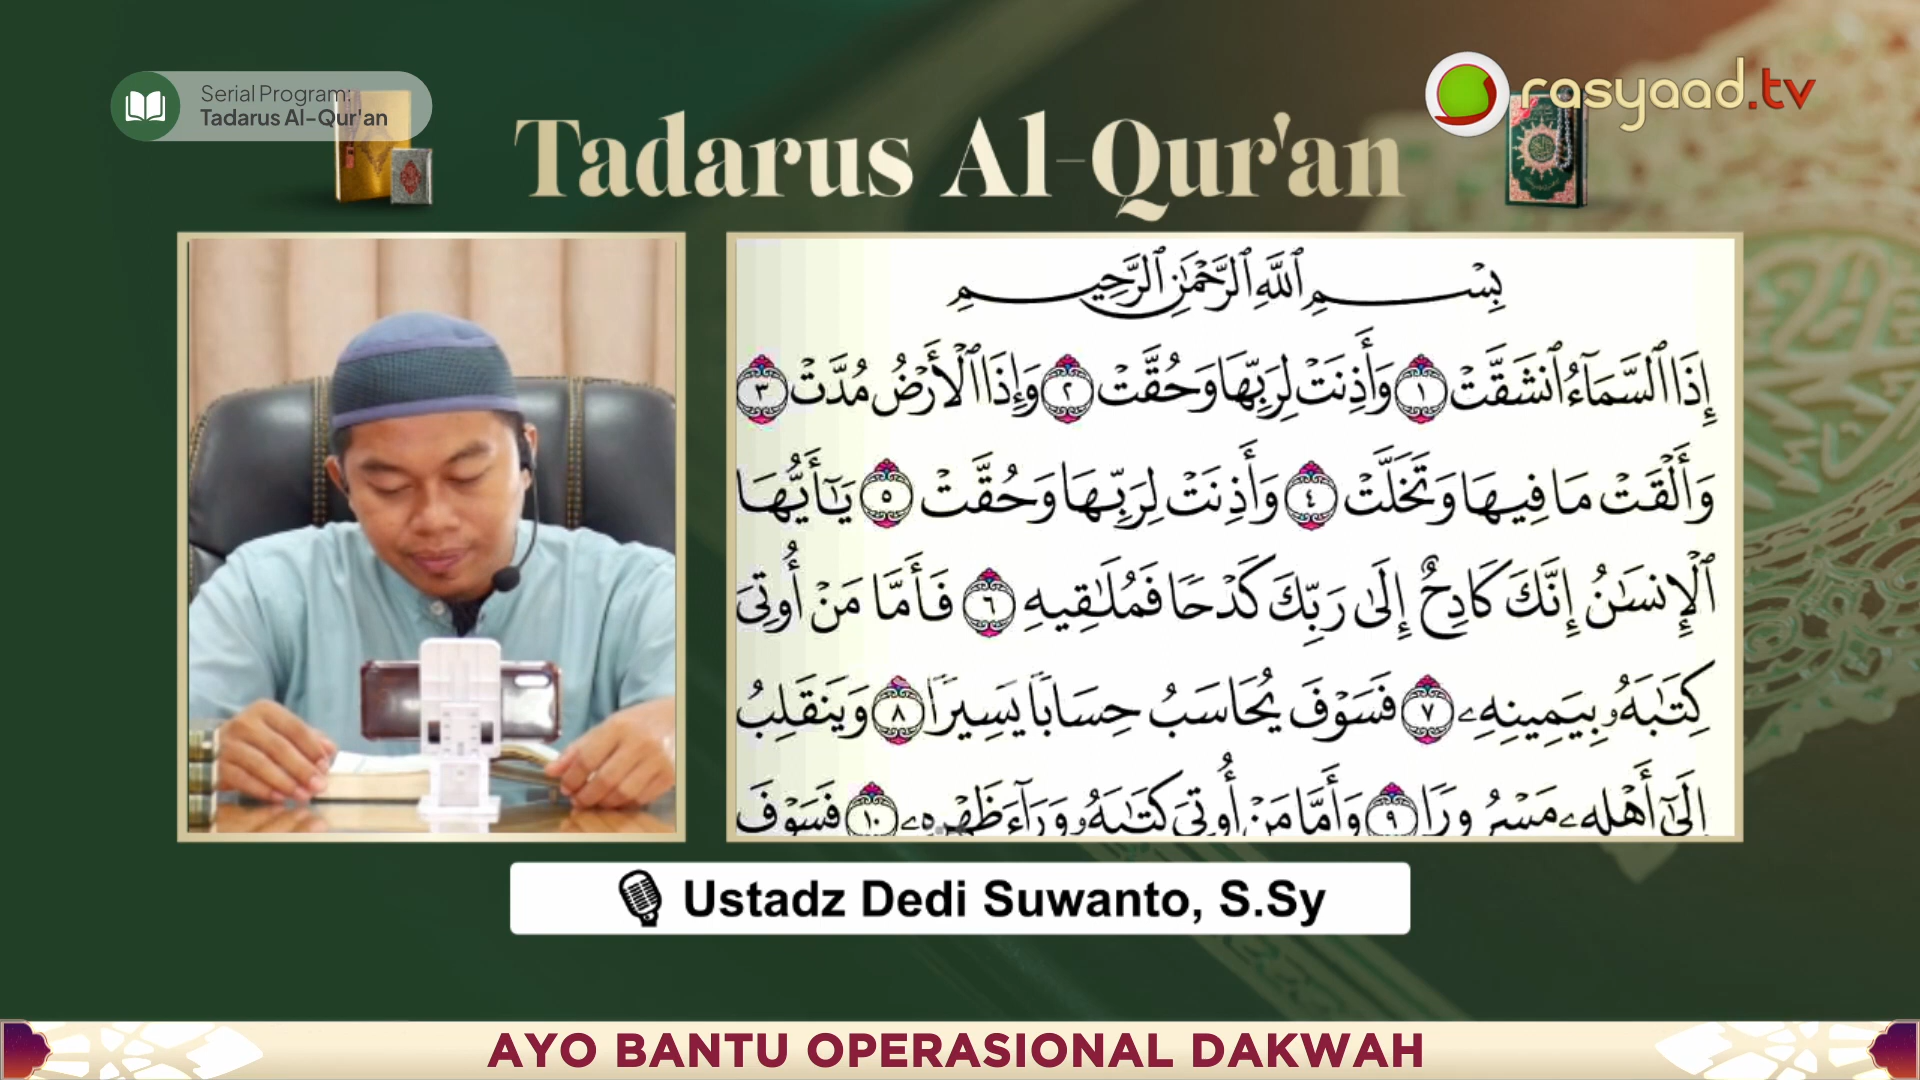 Serial Program:
Tadarus Al-Qur'an
rasyaad.tv
Tadarus Al-Qur'an
بِسْمِ ٱللَّهِ ٱلرَّحْمَٰنِ ٱلرَّحِيمِ
إِذَا ٱلسَّمَآءُ ٱنشَقَّتْ ١ وَأَذِنَتْ لِرَبِّهَا وَحُقَّتْ ٢ وَإِذَا ٱلْأَرْضُ مُدَّتْ ٣
وَأَلْقَتْ مَا فِيهَا وَتَخَلَّتْ ٤ وَأَذِنَتْ لِرَبِّهَا وَحُقَّتْ ٥ يَٰٓأَيُّهَا
ٱلْإِنسَٰنُ إِنَّكَ كَادِحٌ إِلَىٰ رَبِّكَ كَدْحًا فَمُلَٰقِيهِ ٦ فَأَمَّا مَنْ أُوتِىَ
كِتَٰبَهُۥ بِيَمِينِهِۦ ٧ فَسَوْفَ يُحَاسَبُ حِسَابًا يَسِيرًا ٨ وَيَنقَلِبُ
إِلَىٰٓ أَهْلِهِۦ مَسْرُورًا ٩ وَأَمَّا مَنْ أُوتِىَ كِتَٰبَهُۥ وَرَآءَ ظَهْرِهِۦ ١٠ فَسَوْفَ
Ustadz Dedi Suwanto, S.Sy
AYO BANTU OPERASIONAL DAKWAH